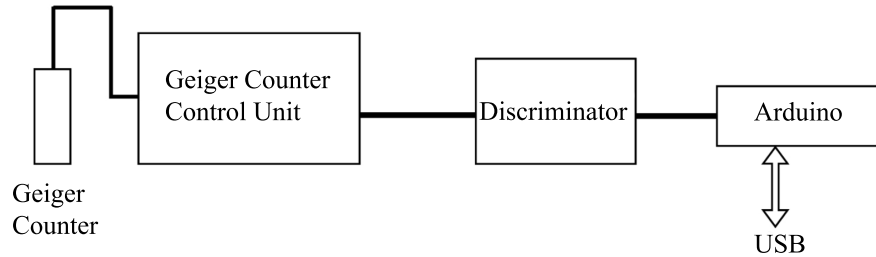 Geiger Counter
Control Unit
Discriminator
Arduino
Geiger
Counter
USB